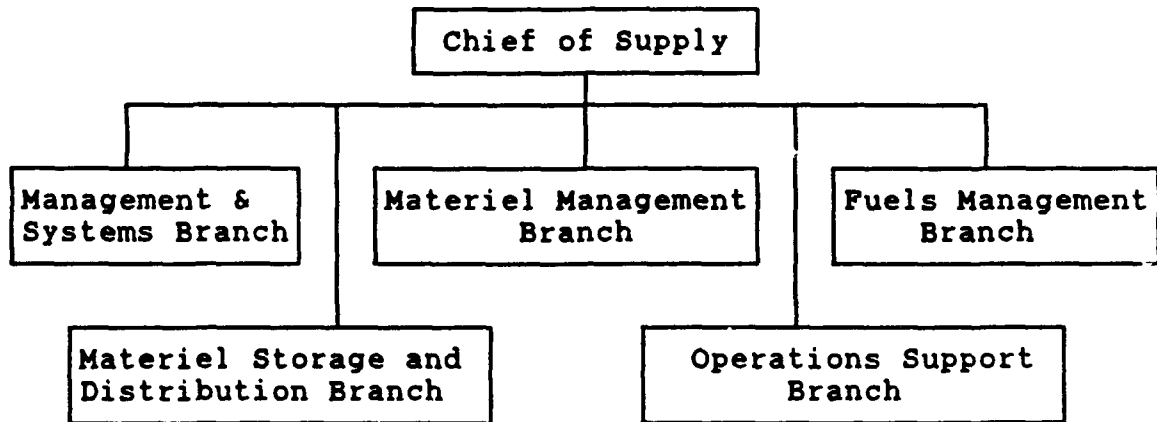 Chief of Supply
Management &
Systems Branch
Materiel Management
Branch
Fuels Management
Branch
Materiel Storage and
Distribution Branch
Operations Support
Branch